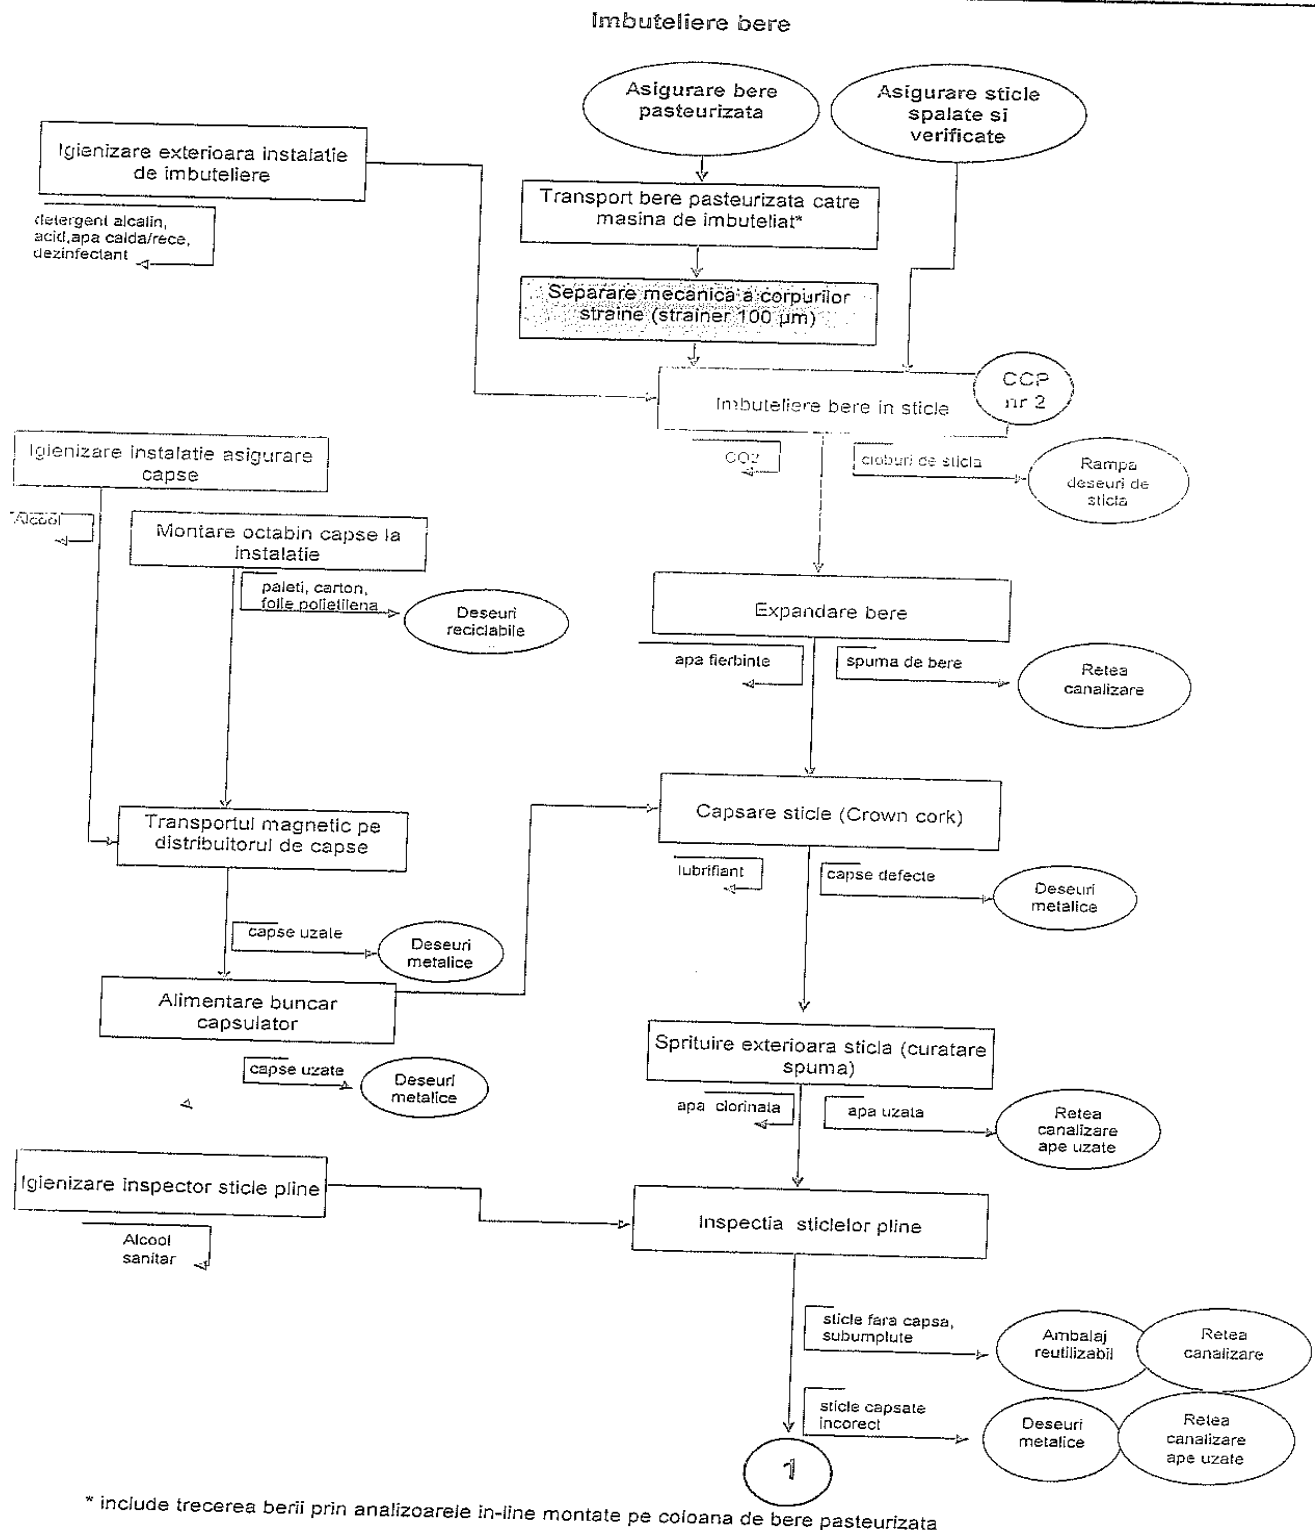 Imbuteliere bere
Asigurare bere
pasteurizata
Asigurare sticle
spalate si
verificate
Igienizare exterioara instalatie
de imbuteliere
detergent alcalin,
acid,apa calda/rece,
dezinfectant
Transport bere pasteurizata catre
masina de imbuteliat*
Separare mecanica a corpurilor
straine (strainer 100 µm)
Imbuteliere bere in sticle
CCP
nr 2
CO2
cioburi de sticla
Rampa
deseuri de
sticla
Igienizare instalatie asigurare
capse
Alcool
Montare octabin capse la
instalatie
paleti, carton,
folie polietilena
Deseuri
reciclabile
Expandare bere
apa fierbinte
spuma de bere
Retea
canalizare
Transportul magnetic pe
distribuitorul de capse
Capsare sticle (Crown cork)
lubrifiant
capse defecte
Deseuri
metalice
capse uzate
Deseuri
metalice
Alimentare buncar
capsulator
capse uzate
Deseuri
metalice
Sprituire exterioara sticla (curatare
spuma)
apa clorinata
apa uzata
Retea
canalizare
ape uzate
Igienizare inspector sticle pline
Alcool
sanitar
Inspectia sticlelor pline
sticle fara capsa,
subumplute
Ambalaj
reutilizabil
Retea
canalizare
sticle capsate
incorect
Deseuri
metalice
Retea
canalizare
ape uzate
1
* include trecerea berii prin analizoarele in-line montate pe coloana de bere pasteurizata